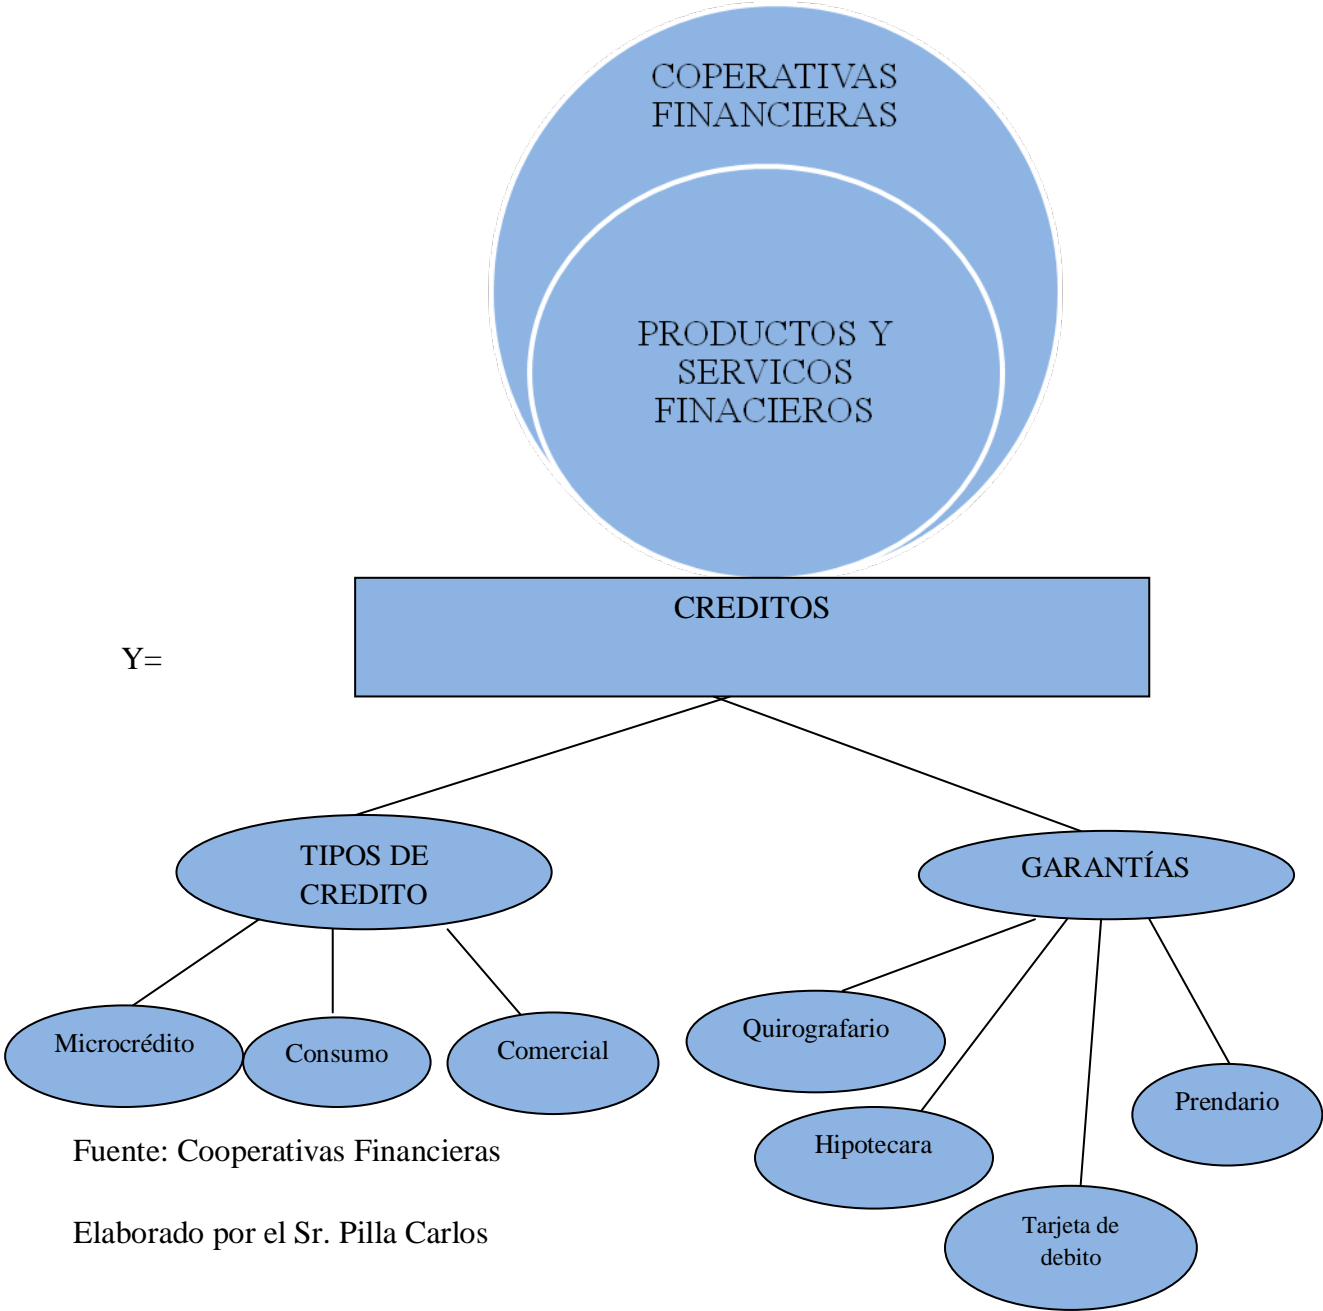 COPERATIVAS
FINANCIERAS
PRODUCTOS Y
SERVICOS
FINACIEROS
CREDITOS
Y=
TIPOS DE
CREDITO
GARANTÍAS
Microcrédito
Consumo
Comercial
Quirografario
Hipotecara
Tarjeta de
debito
Prendario
Fuente: Cooperativas Financieras
Elaborado por el Sr. Pilla Carlos